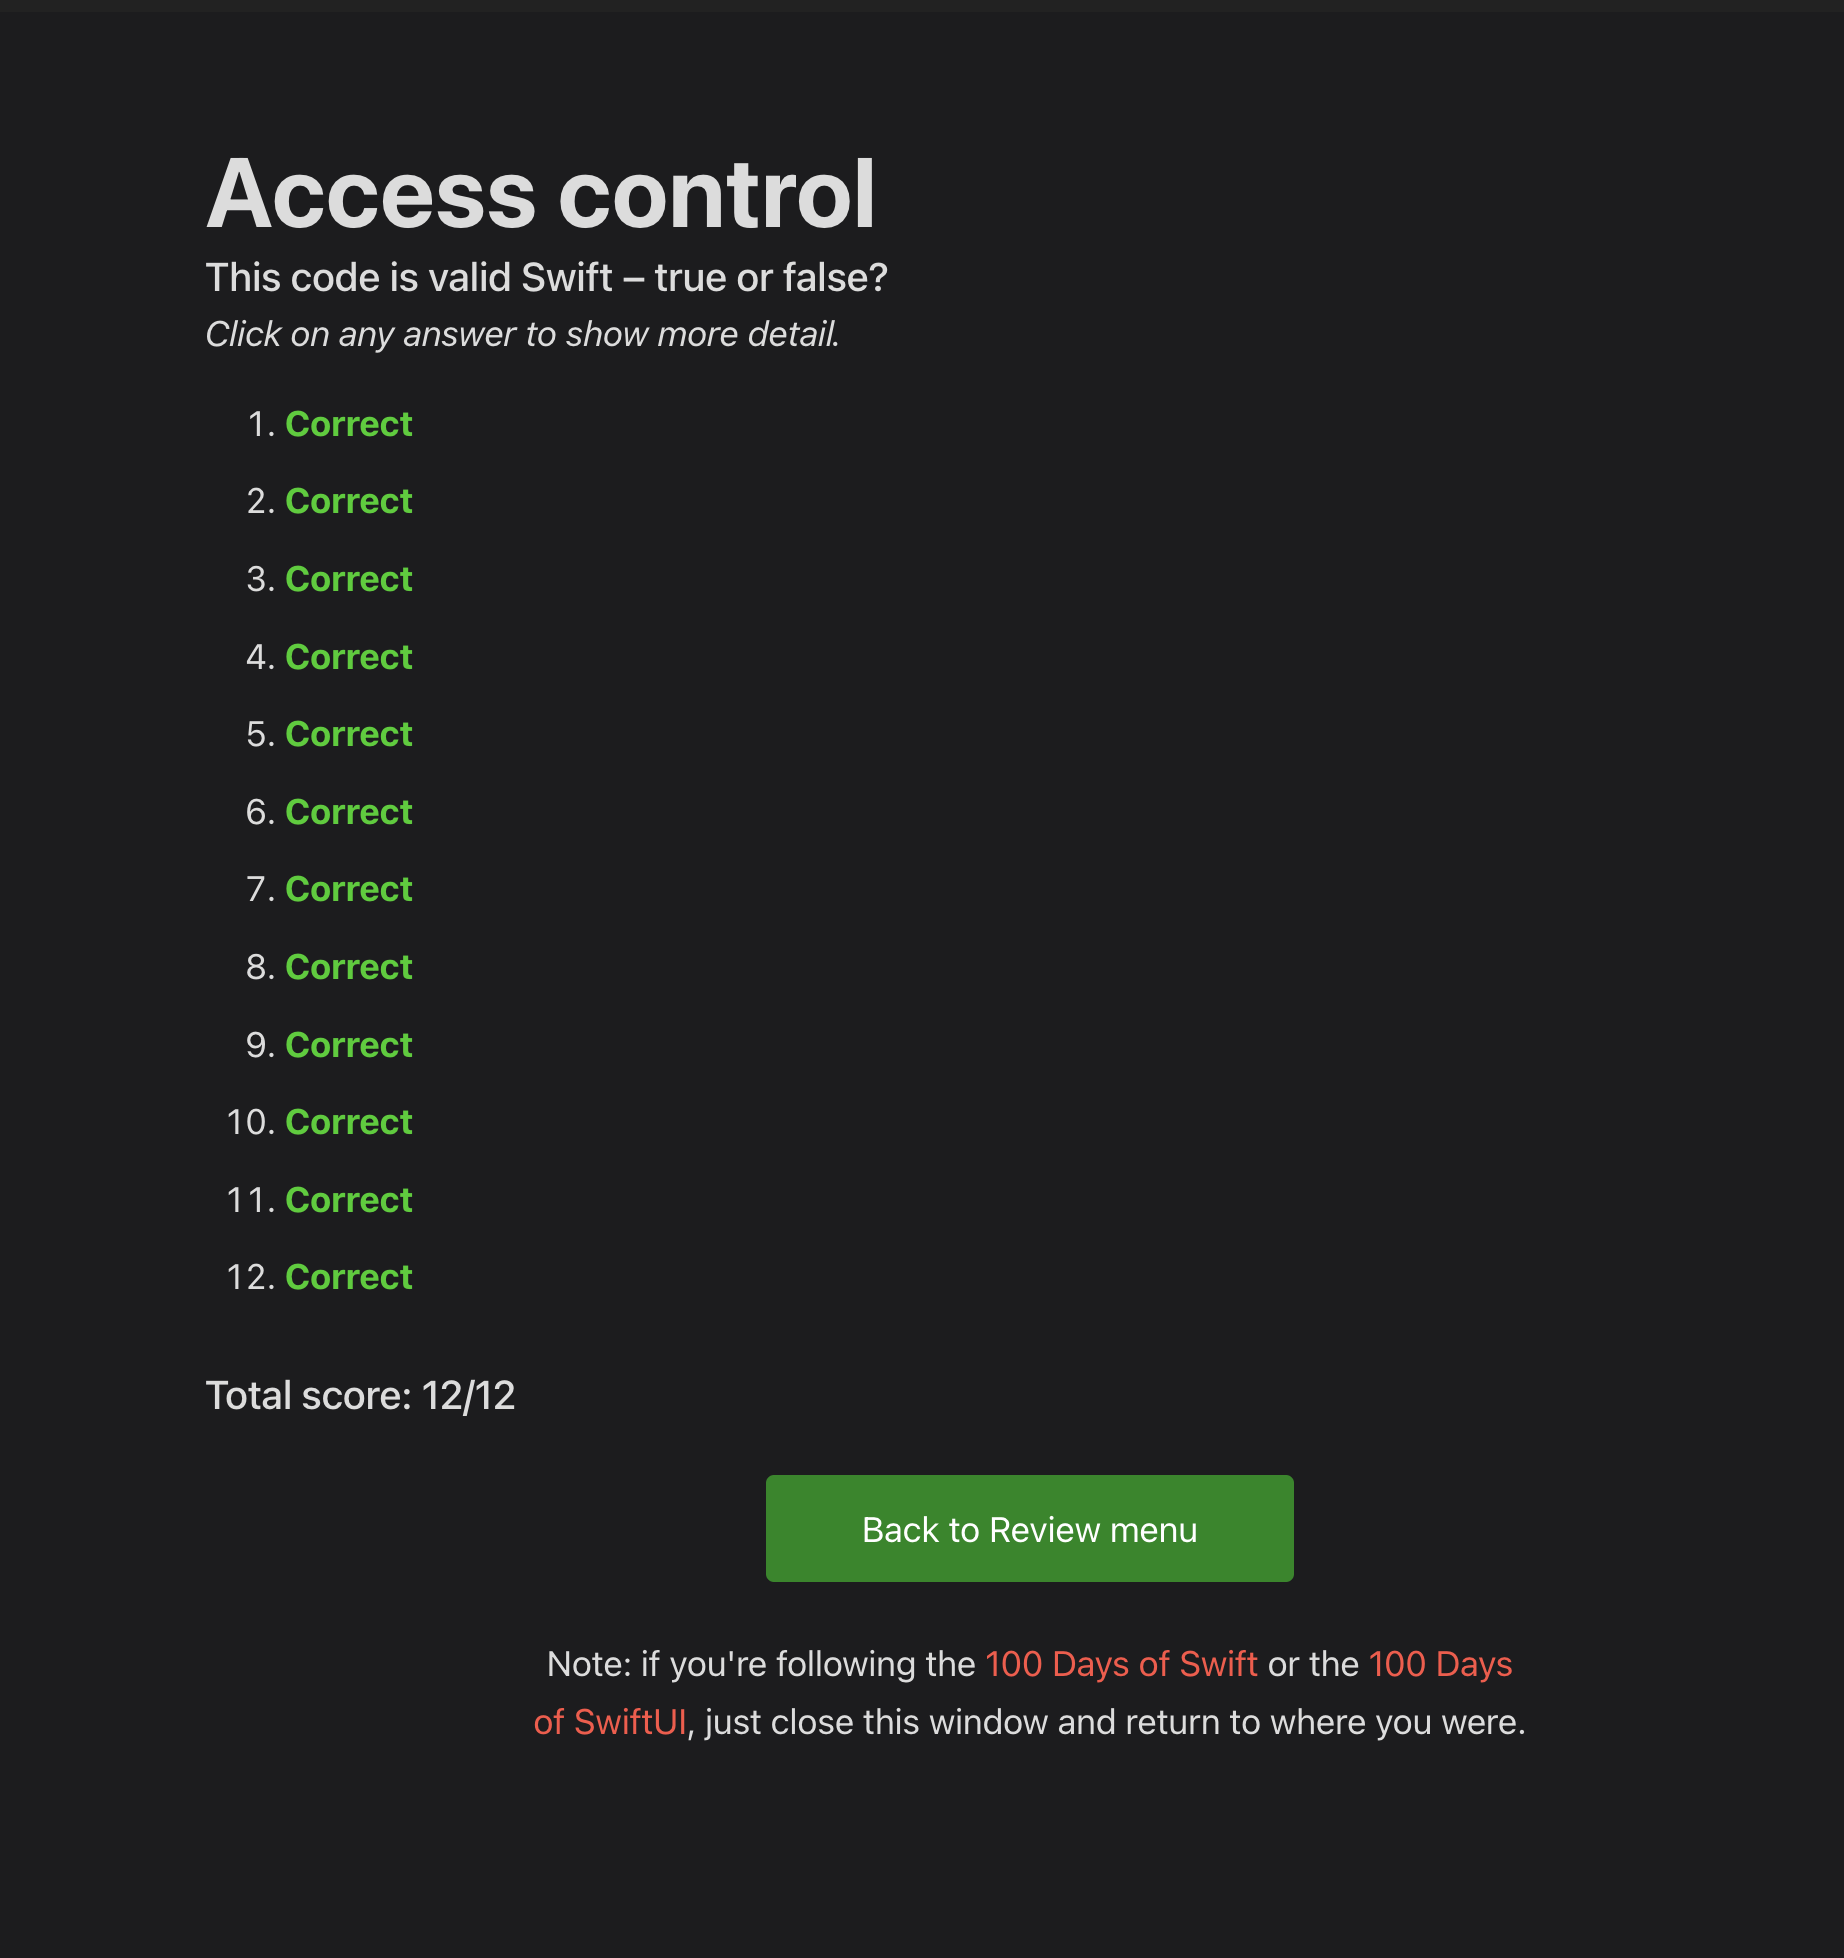 Access control
This code is valid Swift – true or false?
Click on any answer to show more detail.
1. Correct
2. Correct
3. Correct
4. Correct
5. Correct
6. Correct
7. Correct
8. Correct
9. Correct
10. Correct
11. Correct
12. Correct
Total score: 12/12
Back to Review menu
Note: if you're following the 100 Days of Swift or the 100 Days
of SwiftUI, just close this window and return to where you were.